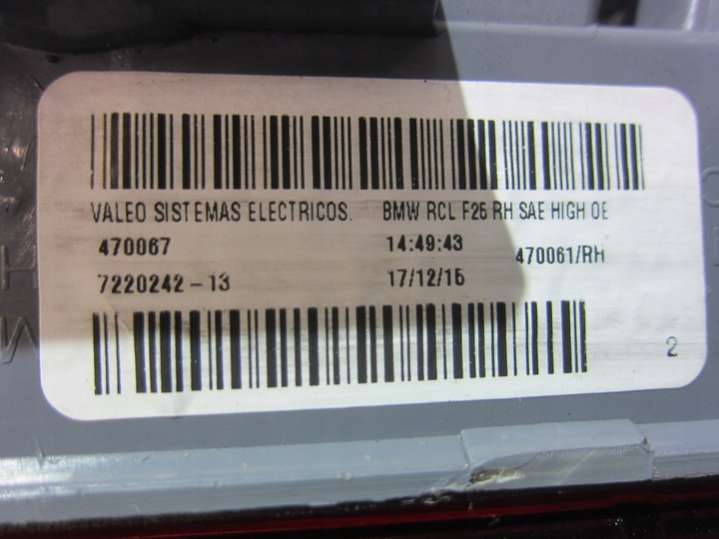 VALEO SISTEMAS ELECTRICOS. BMW RCL F25 RH SAE HIGH OE
470067 14:49:43 470061/RH
7220242-13 17/12/15
2